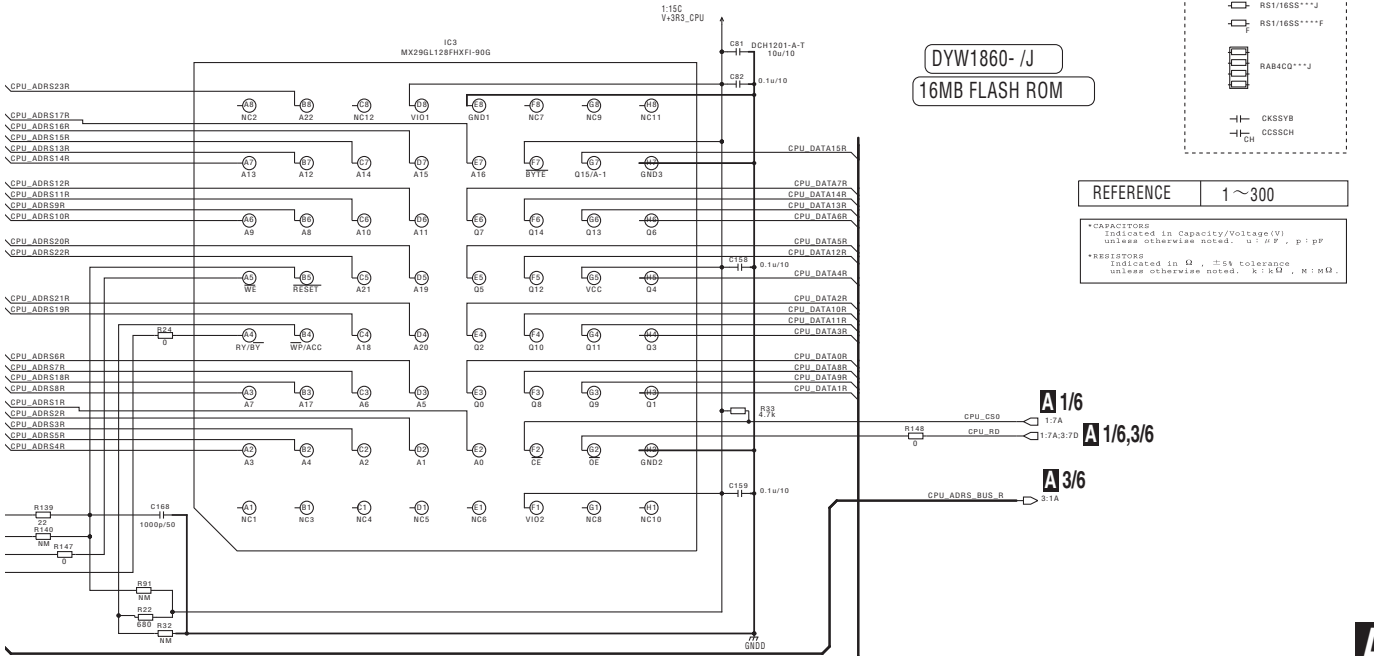 1:15C
V+3R3_CPU
RS1/16SS***J
RS1/16SS****F
F
RAB4CQ***J
CKSSYB
CCSSCH
CH
IC3
MX29GL128FHXFI-90G
C81
DCH1201-A-T
10u/10
C82
0.1u/10
DYW1860- /J
16MB FLASH ROM
CPU_ADRS23R
A8 B8 C8 D8 E8 F8 G8 H8
NC2 A22 NC12 VIO1 GND1 NC7 NC9 NC11
CPU_ADRS17R
CPU_ADRS16R
CPU_ADRS15R
CPU_ADRS13R
CPU_ADRS14R
CPU_DATA15R
A7 B7 C7 D7 E7 F7 G7 H7
A13 A12 A14 A15 A16 BYTE Q15/A-1 GND3
CPU_ADRS12R
CPU_ADRS11R
CPU_ADRS9R
CPU_ADRS10R
CPU_DATA7R
CPU_DATA14R
CPU_DATA13R
CPU_DATA6R
A6 B6 C6 D6 E6 F6 G6 H6
A9 A8 A10 A11 Q7 Q14 Q13 Q6
REFERENCE 1~300
*CAPACITORS
Indicated in Capacity/Voltage(V)
unless otherwise noted. u : µF , p : pF
*RESISTORS
Indicated in Ω , ±5% tolerance
unless otherwise noted. k : kΩ , M : MΩ.
CPU_ADRS20R
CPU_ADRS22R
CPU_DATA5R
CPU_DATA12R
C158
0.1u/10
CPU_DATA4R
A5 B5 C5 D5 E5 F5 G5 H5
WE RESET A21 A19 Q5 Q12 VCC Q4
CPU_ADRS21R
CPU_ADRS19R
CPU_DATA2R
CPU_DATA10R
CPU_DATA11R
CPU_DATA3R
R24
0
A4 B4 C4 D4 E4 F4 G4 H4
RY/BY WP/ACC A18 A20 Q2 Q10 Q11 Q3
CPU_ADRS6R
CPU_ADRS7R
CPU_ADRS18R
CPU_ADRS8R
CPU_DATA0R
CPU_DATA8R
CPU_DATA9R
CPU_DATA1R
A3 B3 C3 D3 E3 F3 G3 H3
A7 A17 A6 A5 Q0 Q8 Q9 Q1
CPU_ADRS1R
CPU_ADRS2R
CPU_ADRS3R
CPU_ADRS5R
CPU_ADRS4R
R33
4.7k
CPU_CS0
A 1/6
1:7A
R148
0
CPU_RD
1:7A;3:7D
A 1/6,3/6
A2 B2 C2 D2 E2 F2 G2 H2
A3 A4 A2 A1 A0 CE OE GND2
C159
0.1u/10
CPU_ADRS_BUS_R
A 3/6
3:1A
A1 B1 C1 D1 E1 F1 G1 H1
NC1 NC3 NC4 NC5 NC6 VIO2 NC8 NC10
R139
22
C168
1000p/50
R140
NM
R147
0
R91
NM
R22
680
R32
NM
GNDD